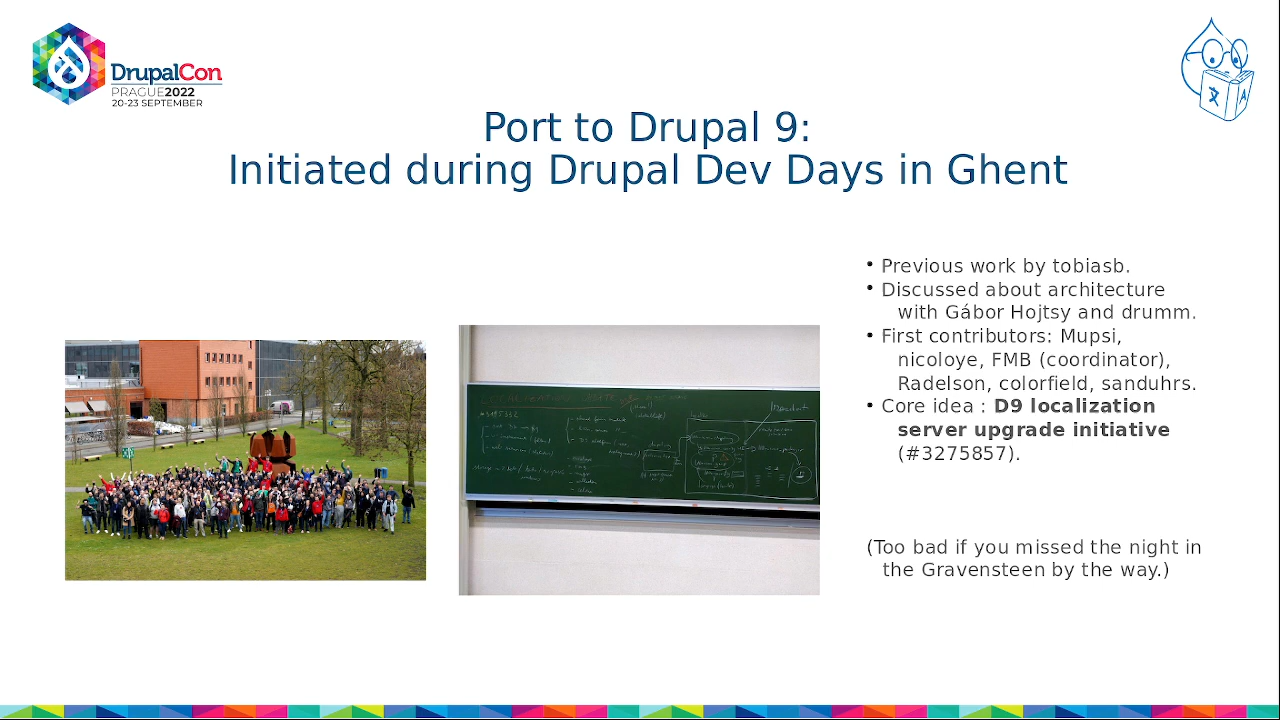 DrupalCon
PRAGUE2022
20-23 SEPTEMBER
Port to Drupal 9:
Initiated during Drupal Dev Days in Ghent
• Previous work by tobiasb.
• Discussed about architecture
with Gábor Hojtsy and drumm.
• First contributors: Mupsi,
nicoloye, FMB (coordinator),
Radelson, colorfield, sanduhrs.
• Core idea : D9 localization
server upgrade initiative
(#3275857).
(Too bad if you missed the night in
the Gravensteen by the way.)